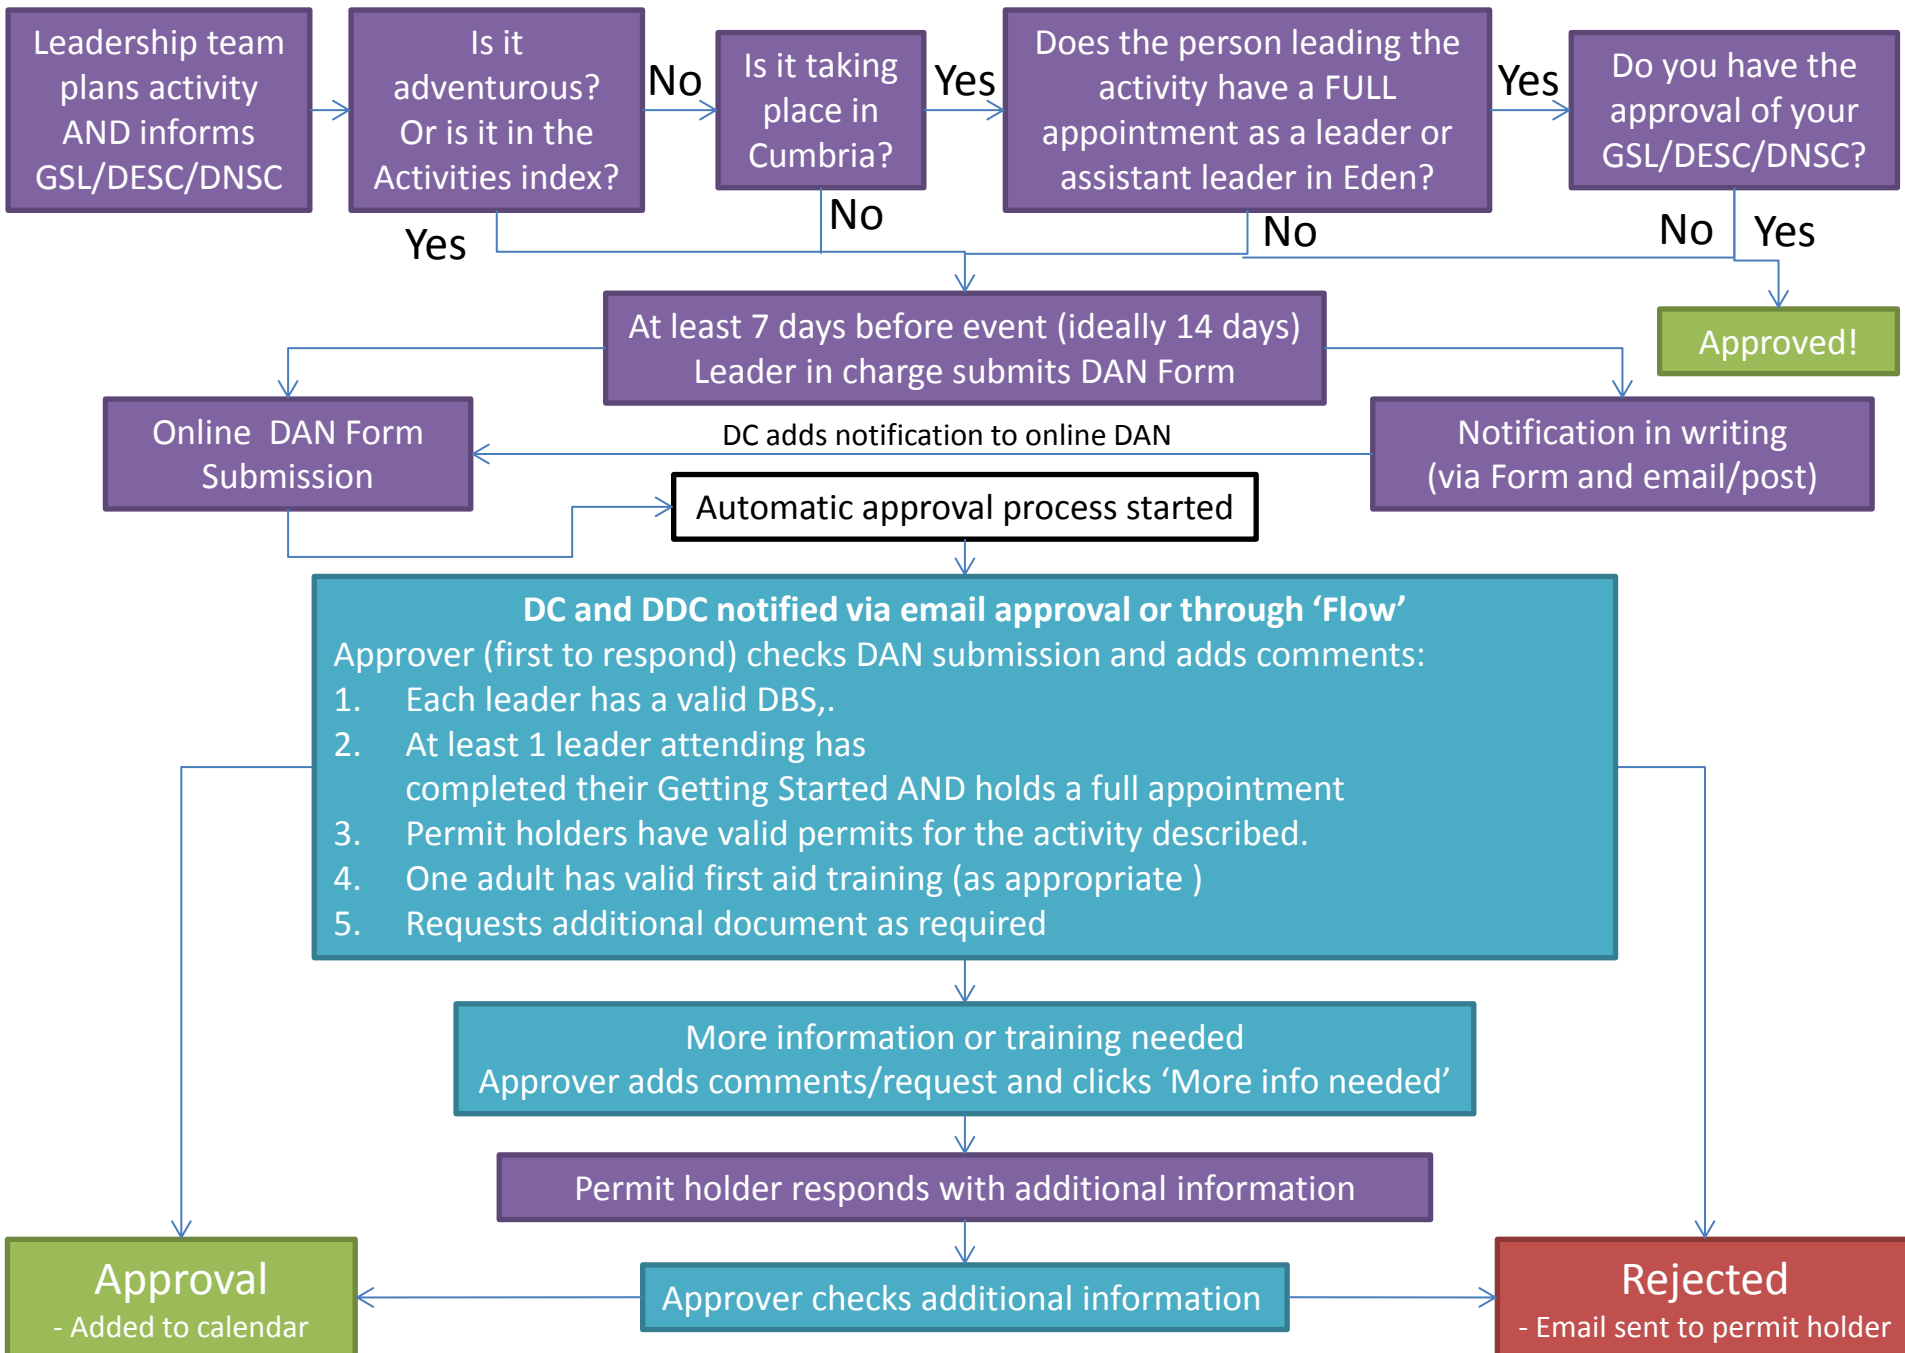 Leadership team
plans activity
AND informs
GSL/DESC/DNSC
Is it
adventurous?
Or is it in the
Activities index?
No
Is it taking
place in
Cumbria?
Yes
Does the person leading the
activity have a FULL
appointment as a leader or
assistant leader in Eden?
Yes
Do you have the
approval of your
GSL/DESC/DNSC?
Yes
No
No
No
Yes
At least 7 days before event (ideally 14 days)
Leader in charge submits DAN Form
Approved!
Online  DAN Form
Submission
DC adds notification to online DAN
Notification in writing
(via Form and email/post)
Automatic approval process started
DC and DDC notified via email approval or through ‘Flow’
Approver (first to respond) checks DAN submission and adds comments:
1. Each leader has a valid DBS,.
2. At least 1 leader attending has
completed their Getting Started AND holds a full appointment
3. Permit holders have valid permits for the activity described.
4. One adult has valid first aid training (as appropriate )
5. Requests additional document as required
More information or training needed
Approver adds comments/request and clicks ‘More info needed’
Permit holder responds with additional information
Approval
- Added to calendar
Approver checks additional information
Rejected
- Email sent to permit holder